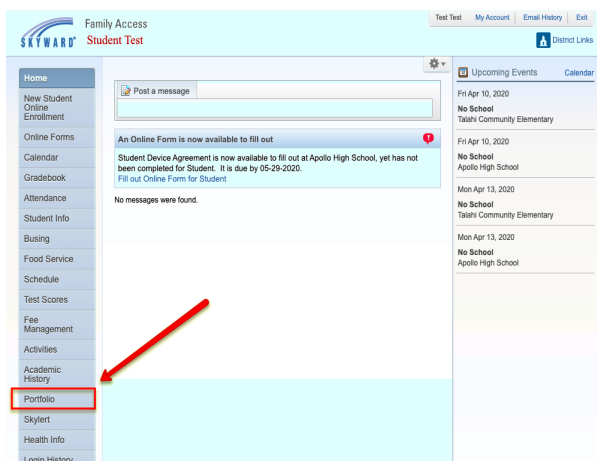 Family Access
Test Test My Account Email History Exit
SKYWARD® Student Test
District Links
Home
New Student
Online
Enrollment
Online Forms
Calendar
Gradebook
Attendance
Student Info
Busing
Food Service
Schedule
Test Scores
Fee
Management
Activities
Academic
History
Portfolio
Skylert
Health Info
Login History
Post a message
An Online Form is now available to fill out
Student Device Agreement is now available to fill out at Apollo High School, yet has not
been completed for Student. It is due by 05-29-2020.
Fill out Online Form for Student
No messages were found.
Upcoming Events Calendar
Fri Apr 10, 2020
No School
Talahi Community Elementary
Fri Apr 10, 2020
No School
Apollo High School
Mon Apr 13, 2020
No School
Talahi Community Elementary
Mon Apr 13, 2020
No School
Apollo High School